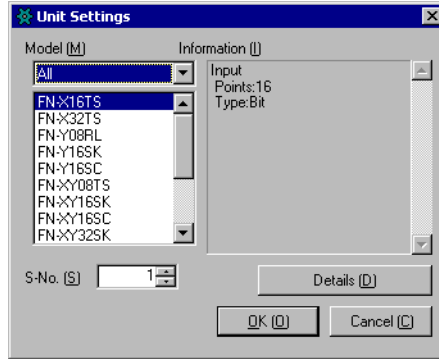 Unit Settings
Model (M)
Information (I)
All
FN-X16TS
FN-X32TS
FN-Y08RL
FN-Y16SK
FN-Y16SC
FN-XY08TS
FN-XY16SK
FN-XY16SC
FN-XY32SK
Input
Points:16
Type:Bit
S-No. (S)
1
Details (D)
OK (O)
Cancel (C)